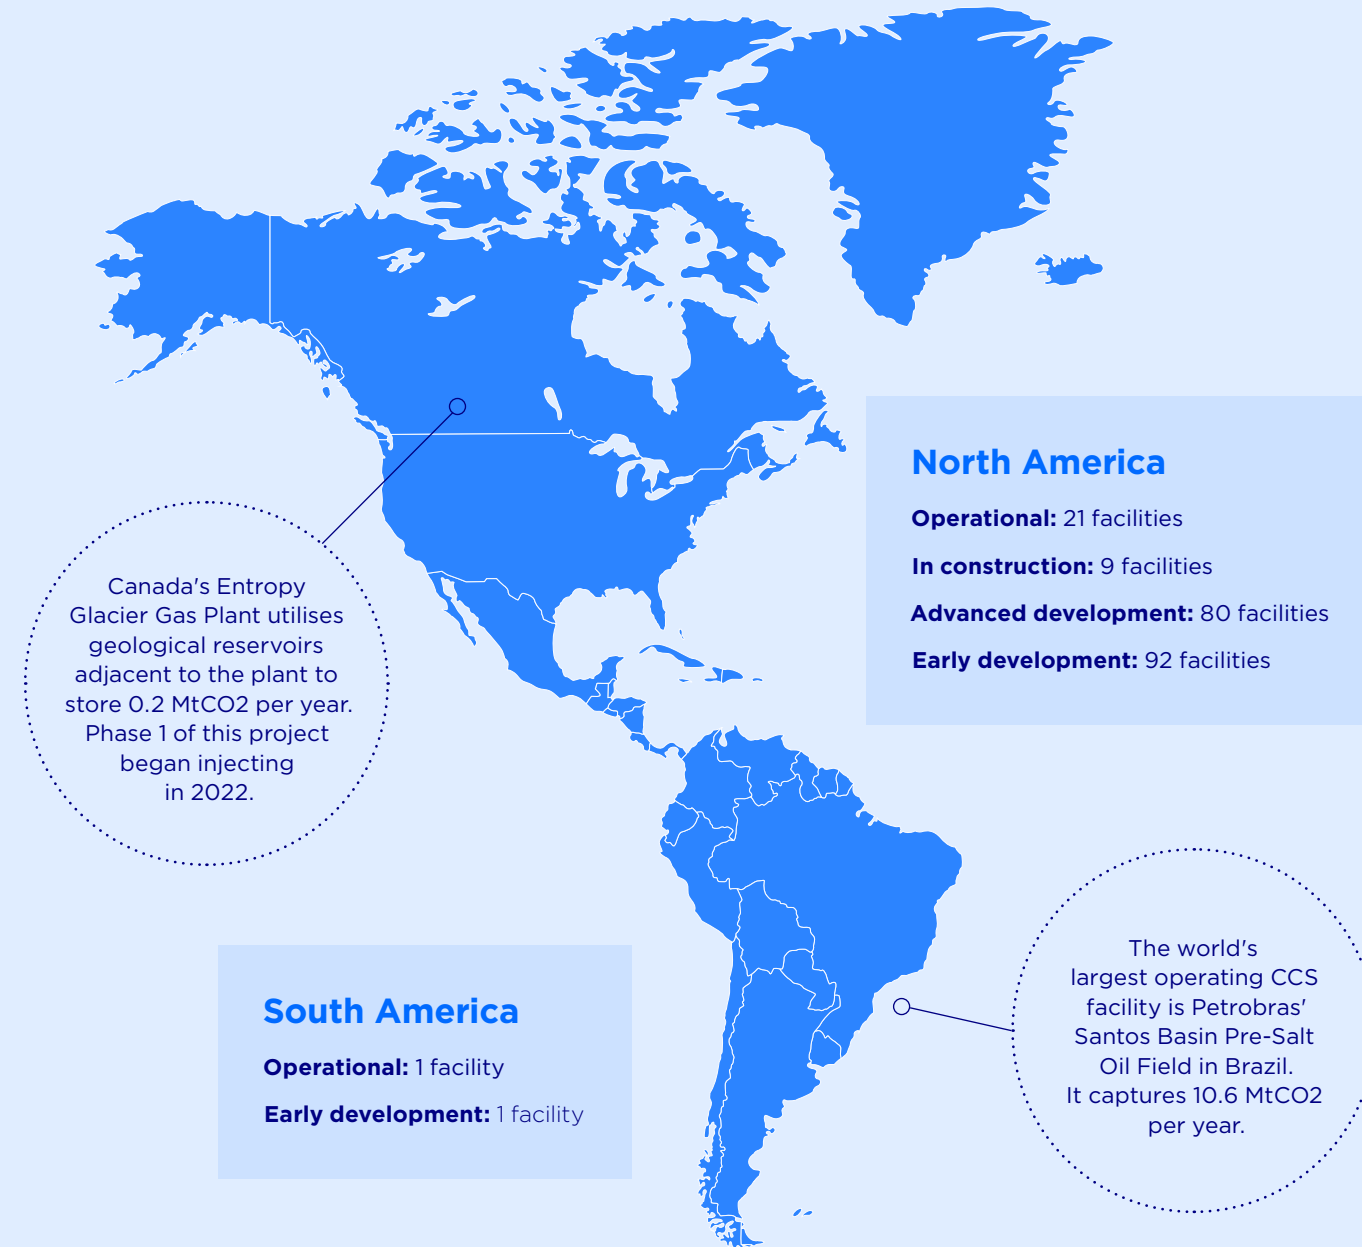 North America
Operational: 21 facilities
In construction: 9 facilities
Advanced development: 80 facilities
Early development: 92 facilities
Canada's Entropy
Glacier Gas Plant utilises
geological reservoirs
adjacent to the plant to
store 0.2 MtCO2 per year.
Phase 1 of this project
began injecting
in 2022.
South America
Operational: 1 facility
Early development: 1 facility
The world's
largest operating CCS
facility is Petrobras'
Santos Basin Pre-Salt
Oil Field in Brazil.
It captures 10.6 MtCO2
per year.